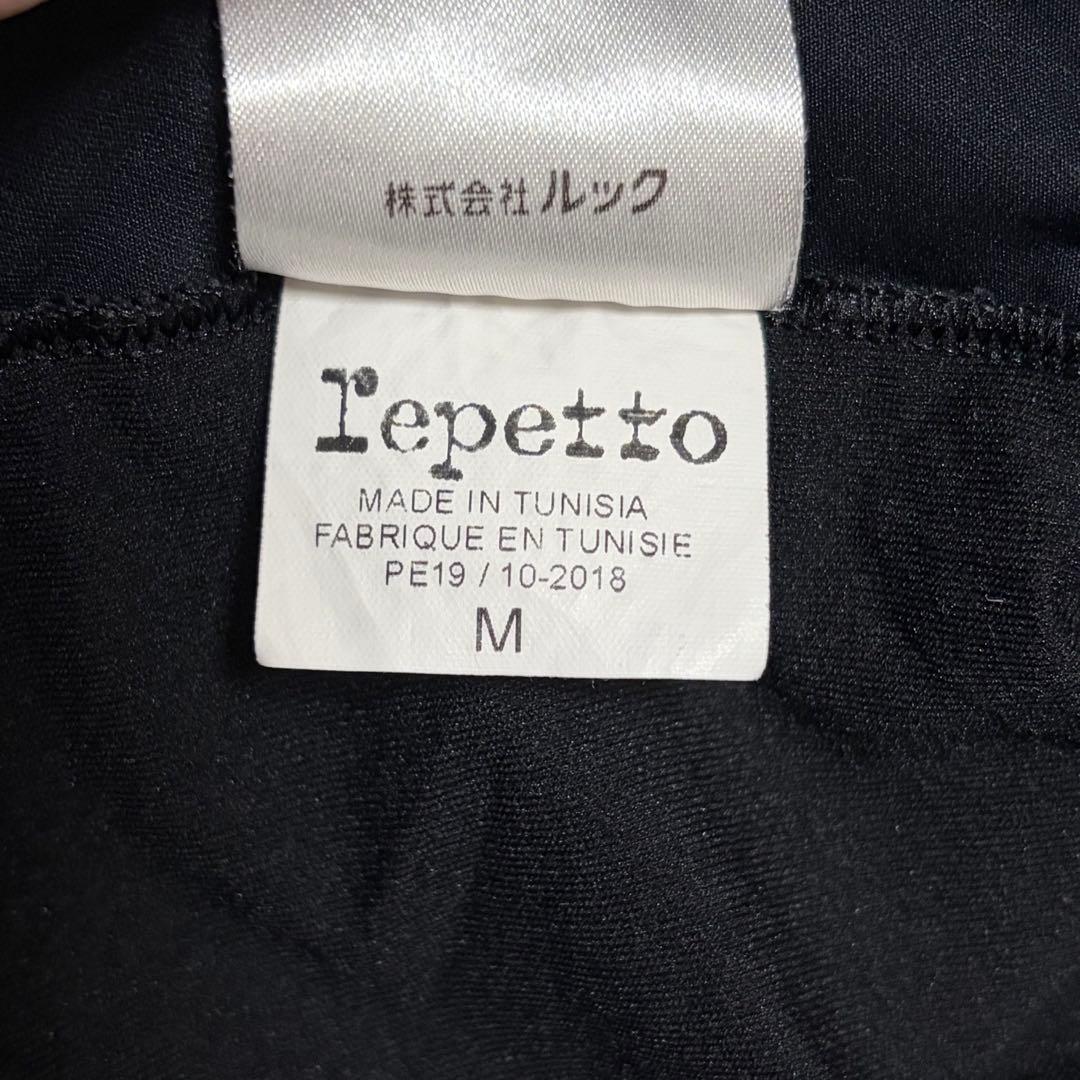 株式会社ルック
repetto
MADE IN TUNISIA
FABRIQUE EN TUNISIE
PE19 / 10-2018
M